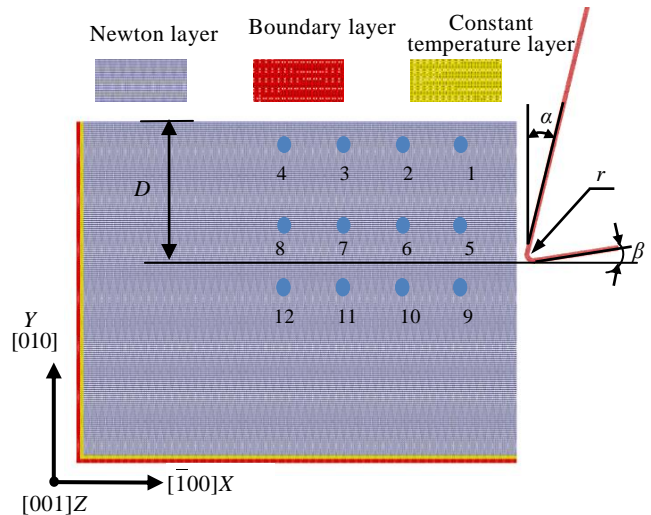 Newton layer
Boundary layer
Constant
temperature layer
α
D
r
4 3 2 1
8 7 6 5
β
12 11 10 9
Y
[010]
[1̅00]X
[001]Z